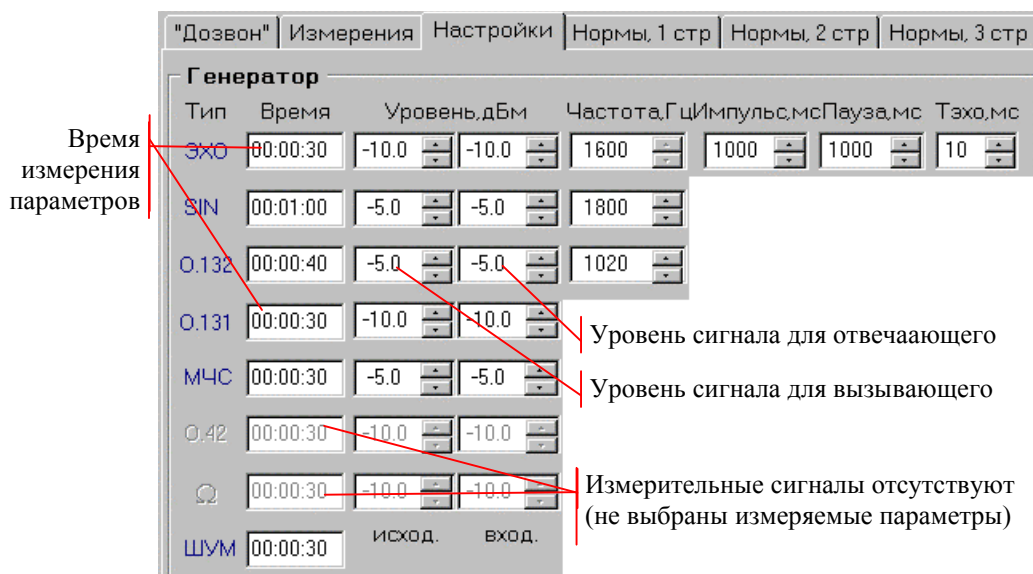 "Дозвон" Измерения Настройки Нормы, 1 стр Нормы, 2 стр Нормы, 3 стр
Генератор
Тип Время Уровень,дБм Частота,Гц Импульс,мс Пауза,мс Тэхо,мс
ЭХО 00:00:30 -10.0 -10.0 1600 1000 1000 10
SIN 00:01:00 -5.0 -5.0 1800
O.132 00:00:40 -5.0 -5.0 1020
O.131 00:00:30 -10.0 -10.0
МЧС 00:00:30 -5.0 -5.0
O.42 00:00:30 -10.0 -10.0
Ω 00:00:30 -10.0 -10.0
ШУМ 00:00:30 исход. вход.
Время
измерения
параметров
Уровень сигнала для отвечаающего
Уровень сигнала для вызывающего
Измерительные сигналы отсутствуют
(не выбраны измеряемые параметры)